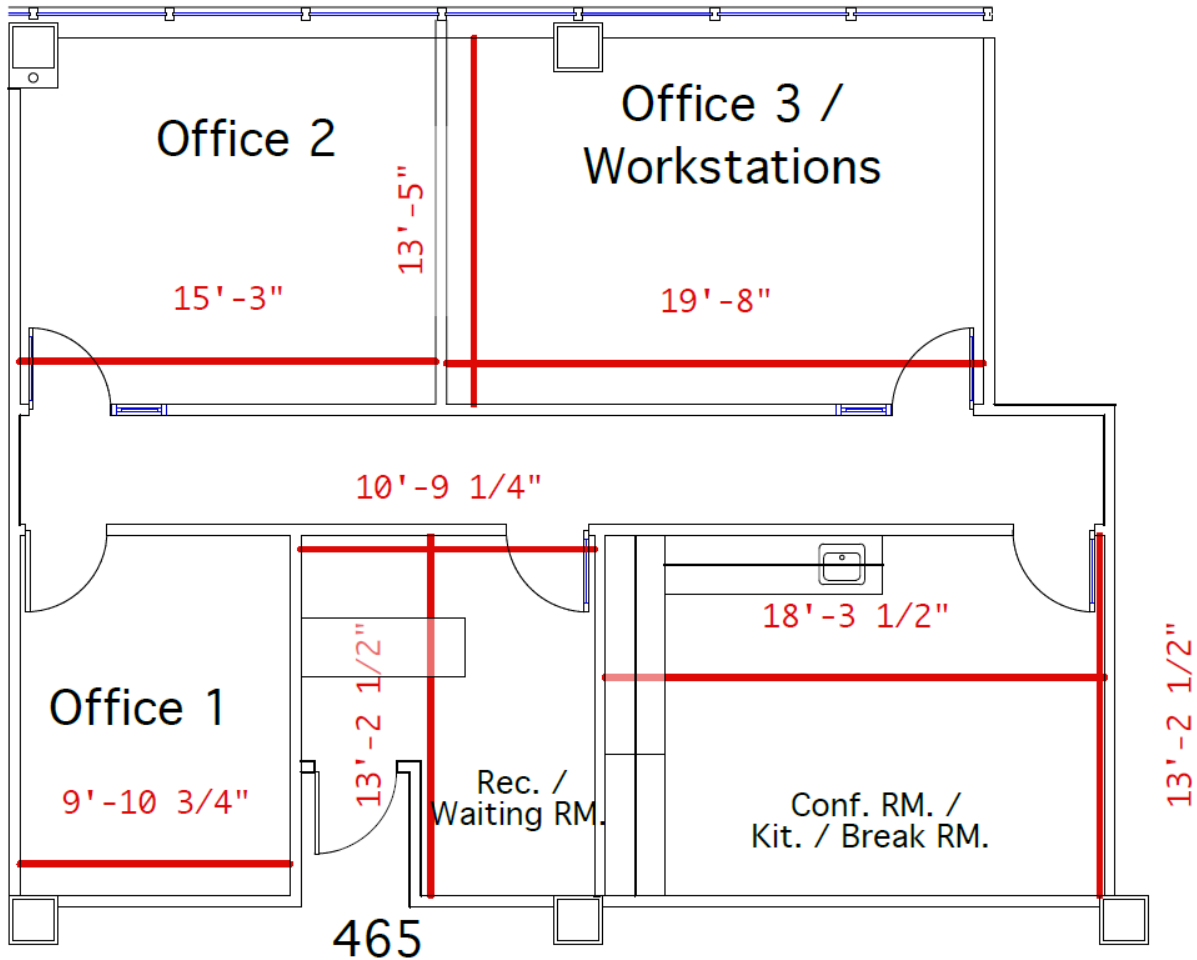 Office 2
Office 3 /
Workstations
13'-5"
15'-3"
19'-8"
10'-9 1/4"
18'-3 1/2"
13'-2 1/2"
13'-2 1/2"
Office 1
9'-10 3/4"
Rec. /
Waiting RM.
Conf. RM. /
Kit. / Break RM.
465